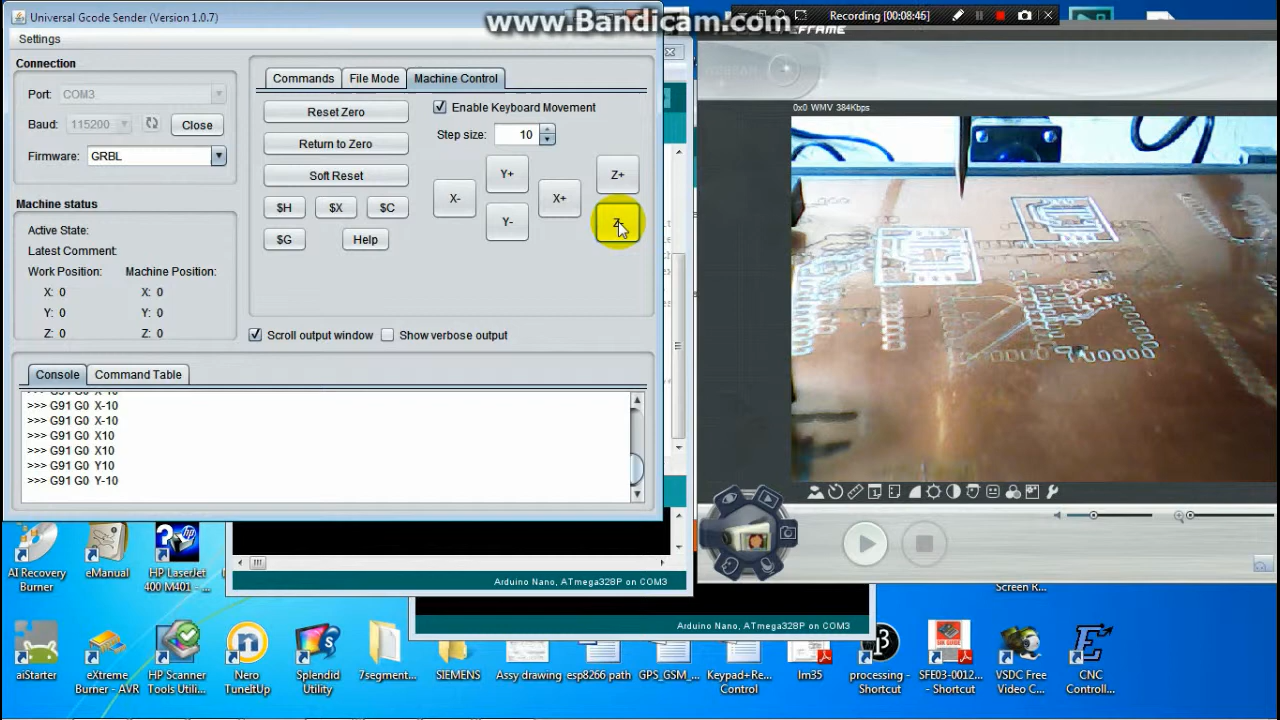 Universal Gcode Sender (Version 1.0.7)
www.Bandicam.com
Recording [00:08:45]
Settings
Connection
Port: COM3
Baud: 115200
Close
Firmware: GRBL
Machine status
Active State:
Latest Comment:
Work Position: Machine Position:
X: 0 X: 0
Y: 0 Y: 0
Z: 0 Z: 0
Commands File Mode Machine Control
Reset Zero
Return to Zero
Soft Reset
$H $X $C
$G Help
Enable Keyboard Movement
Step size: 10
Y+ Z+
X- X+
Y- Z-
Scroll output window Show verbose output
Console Command Table
>>> G91 G0 X-10
>>> G91 G0 X-10
>>> G91 G0 X10
>>> G91 G0 X10
>>> G91 G0 Y10
>>> G91 G0 Y-10
0x0 WMV 384Kbps
Arduino Nano, ATmega328P on COM3
Arduino Nano, ATmega328P on COM3
AI Recovery Burner
eManual
HP LaserJet 400 M401 - ...
Screen R...
aiStarter
eXtreme Burner - AVR
HP Scanner Tools Utili...
Nero TuneItUp
Splendid Utility
7segment...
SIEMENS
Assy drawing
esp8266 path
GPS_GSM_...
Keypad+Re... Control
lm35
processing - Shortcut
SFE03-0012... - Shortcut
VSDC Free Video C...
CNC Controll...